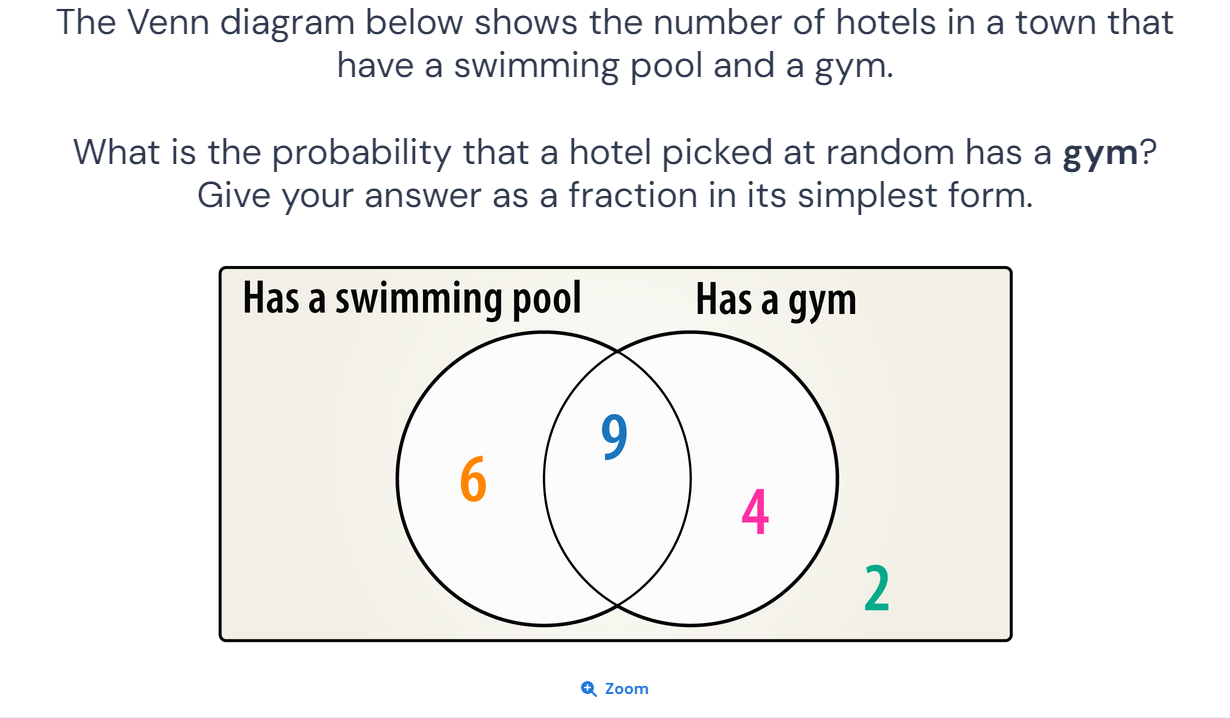 The Venn diagram below shows the number of hotels in a town that
have a swimming pool and a gym.
What is the probability that a hotel picked at random has a gym?
Give your answer as a fraction in its simplest form.
Has a swimming pool Has a gym
9
6
4
2
Zoom